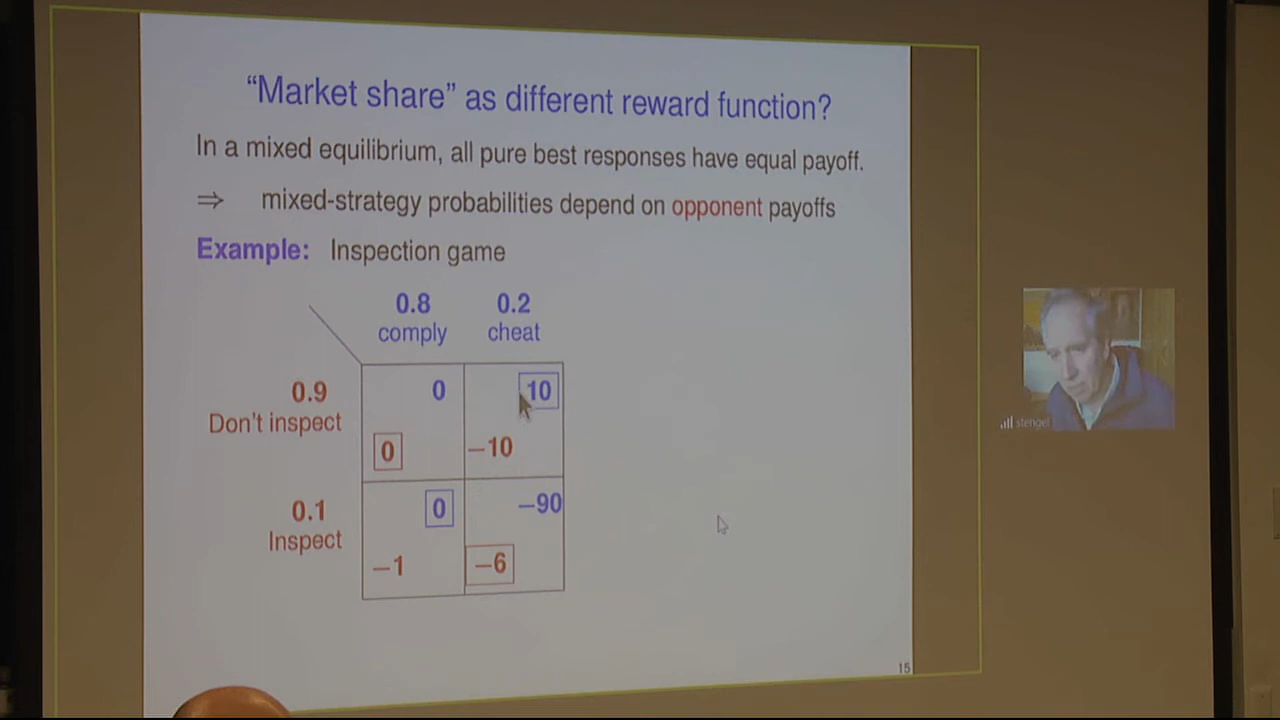 “Market share” as different reward function?
In a mixed equilibrium, all pure best responses have equal payoff.
⇒ mixed-strategy probabilities depend on opponent payoffs
Example: Inspection game
0.8 0.2
comply cheat
0.9 0 10
Don't inspect
0 −10
0.1 0 −90
Inspect
−1 −6
stengel
15